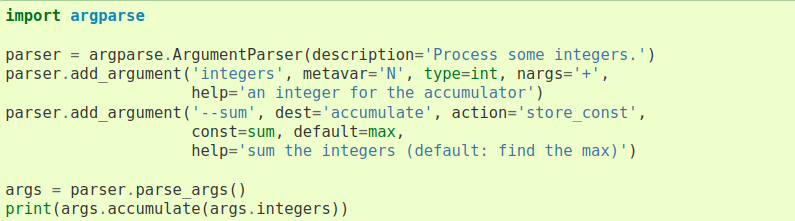 import argparse

parser = argparse.ArgumentParser(description='Process some integers.')
parser.add_argument('integers', metavar='N', type=int, nargs='+',
                    help='an integer for the accumulator')
parser.add_argument('--sum', dest='accumulate', action='store_const',
                    const=sum, default=max,
                    help='sum the integers (default: find the max)')

args = parser.parse_args()
print(args.accumulate(args.integers))